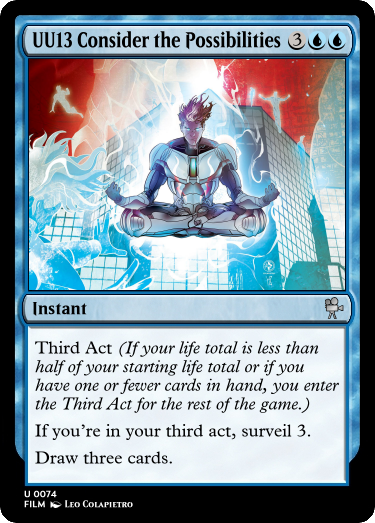 UU13 Consider the Possibilities 3
Instant
Third Act (If your life total is less than
half of your starting life total or if you
have one or fewer cards in hand, you enter
the Third Act for the rest of the game.)
If you're in your third act, surveil 3.
Draw three cards.
U 0074
FILM Leo Colapietro